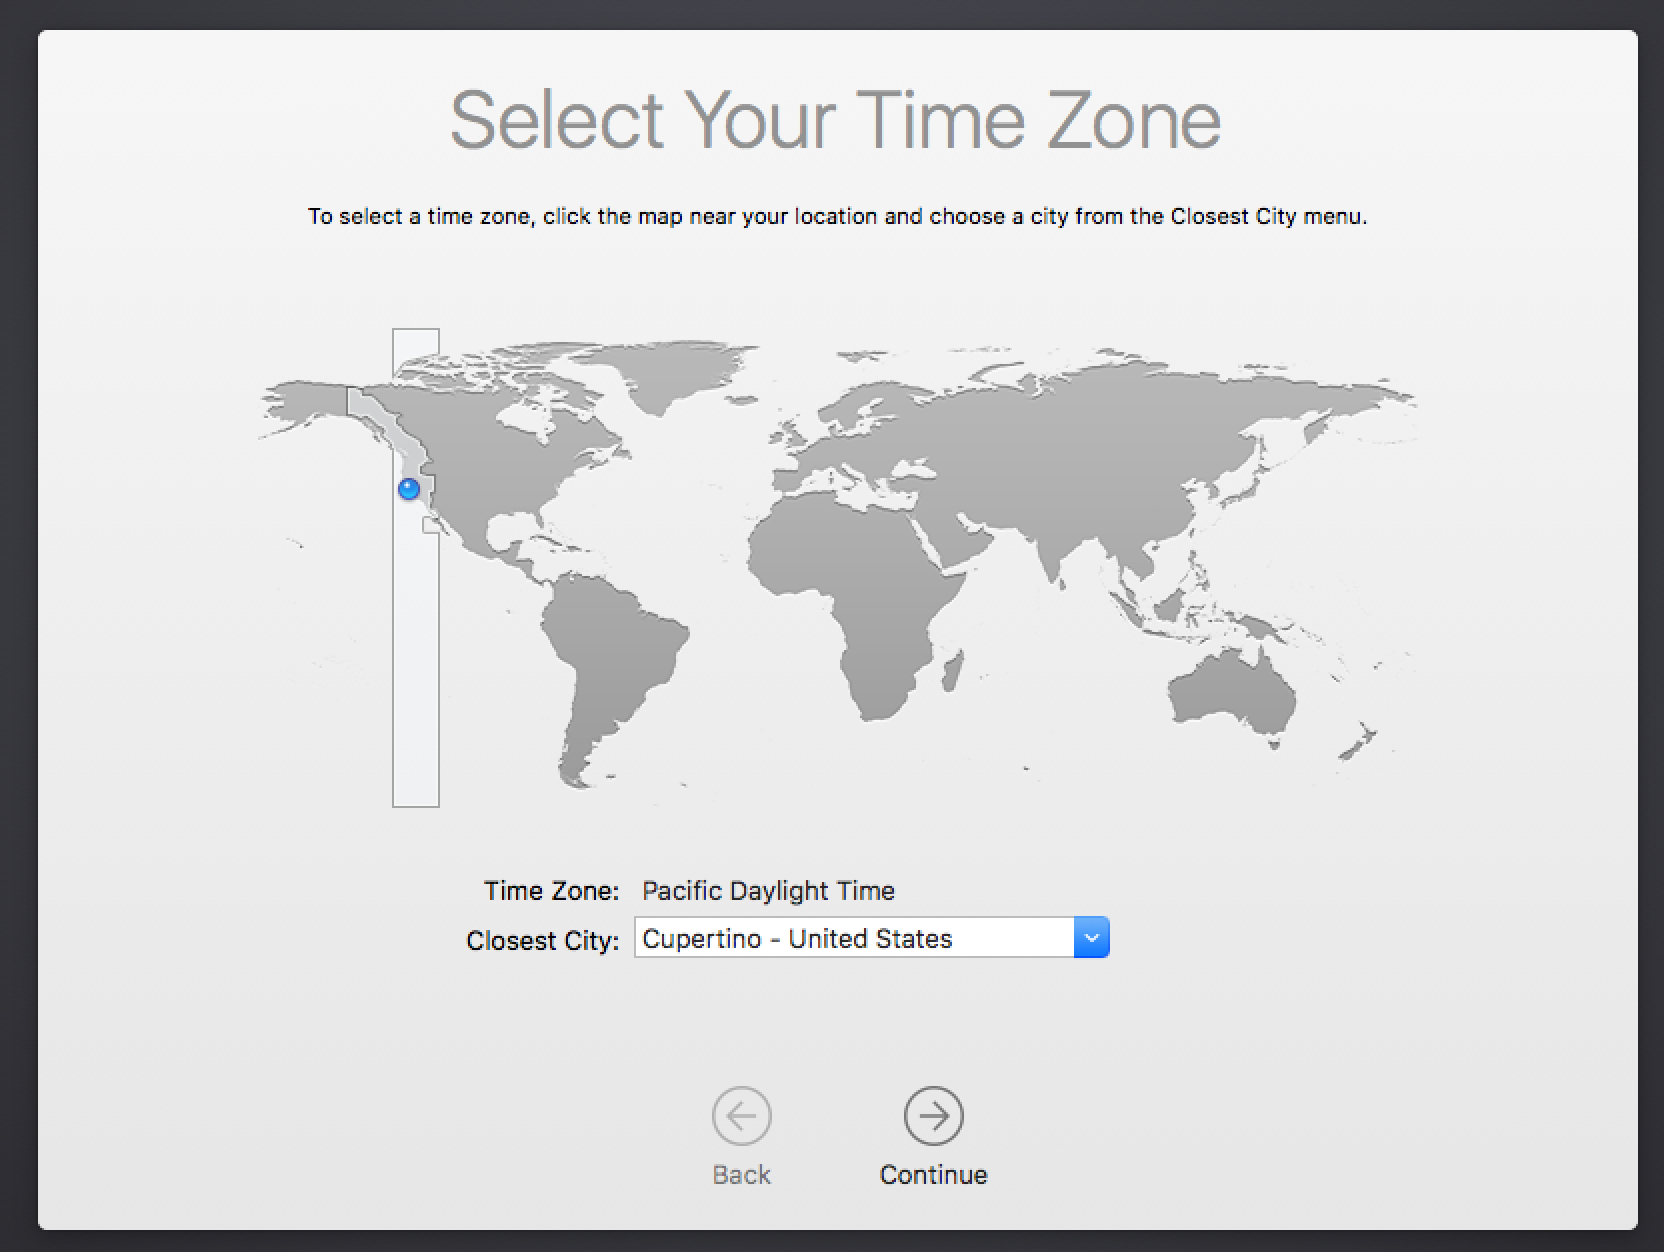 Select Your Time Zone
To select a time zone, click the map near your location and choose a city from the Closest City menu.
Time Zone: Pacific Daylight Time
Closest City: Cupertino - United States
Back Continue